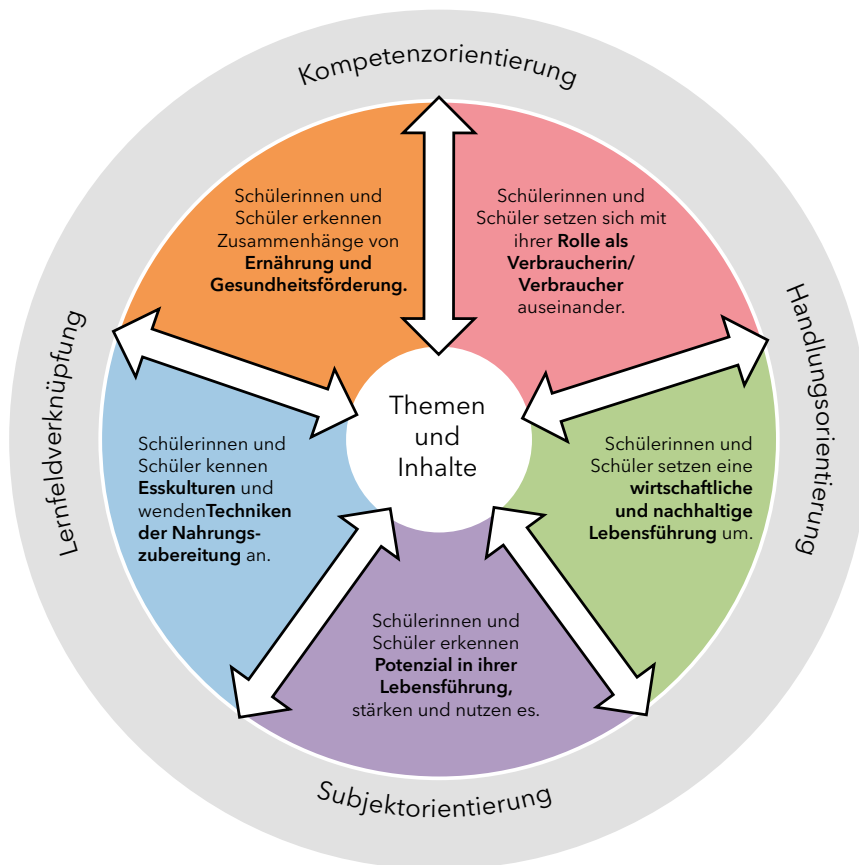 Kompetenzorientierung
Schülerinnen und
Schüler erkennen
Zusammenhänge von
Ernährung und
Gesundheitsförderung.
Schülerinnen und
Schüler setzen sich mit
ihrer Rolle als
Verbraucherin/
Verbraucher
auseinander.
Handlungsorientierung
Lernfeldverknüpfung
Themen
und
Inhalte
Schülerinnen und
Schüler kennen
Esskulturen und
wendenTechniken
der Nahrungs-
zubereitung an.
Schülerinnen und
Schüler setzen eine
wirtschaftliche
und nachhaltige
Lebensführung um.
Schülerinnen und
Schüler erkennen
Potenzial in ihrer
Lebensführung,
stärken und nutzen es.
Subjektorientierung